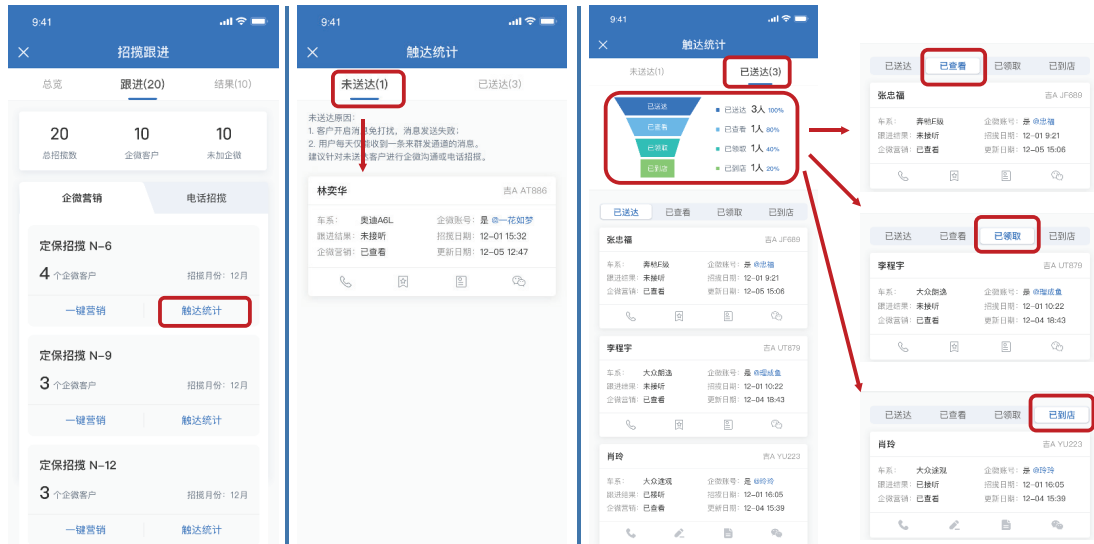 9:41
招揽跟进
总览 跟进(20) 结果(10)
20 10 10
总招揽数 企微客户 未加企微
企微营销 电话招揽
定保招揽 N-6
4 个企微客户 招揽月份：12月
一键营销 触达统计
定保招揽 N-9
3 个企微客户 招揽月份：12月
一键营销 触达统计
定保招揽 N-12
3 个企微客户 招揽月份：12月
一键营销 触达统计
9:41
触达统计
未送达(1) 已送达(3)
未送达原因：
1. 客户开启消息免打扰，消息发送失败；
2. 用户每天仅能收到一条来群发通道的消息。
建议针对未送达客户进行企微沟通或电话招揽。
林奕华 吉A AT886
车系： 奥迪A6L 企微账号：是 @一花如梦
跟进结果：未接听 招揽日期：12-01 15:32
企微营销：已查看 更新日期：12-05 12:47
9:41
触达统计
未送达(1) 已送达(3)
已送达 已送达 3人 100%
已查看 已查看 1人 80%
已领取 已领取 1人 40%
已到店 已到店 1人 20%
已送达 已查看 已领取 已到店
张忠福 吉A JF689
车系： 奔驰E级 企微账号：是 @忠福
跟进结果：未接听 招揽日期：12-01 9:21
企微营销：已查看 更新日期：12-05 15:06
李程宇 吉A UT879
车系： 大众朗逸 企微账号：是 @理成鱼
跟进结果：未接听 招揽日期：12-01 10:22
企微营销：已查看 更新日期：12-04 18:43
肖玲 吉A YU223
车系： 大众途观 企微账号：是 @玲玲
跟进结果：已接听 招揽日期：12-01 16:05
企微营销：已查看 更新日期：12-04 15:39
已送达 已查看 已领取 已到店
张忠福 吉A JF689
车系： 奔驰E级 企微账号：是 @忠福
跟进结果：未接听 招揽日期：12-01 9:21
企微营销：已查看 更新日期：12-05 15:06
已送达 已查看 已领取 已到店
李程宇 吉A UT879
车系： 大众朗逸 企微账号：是 @理成鱼
跟进结果：未接听 招揽日期：12-01 10:22
企微营销：已查看 更新日期：12-04 18:43
已送达 已查看 已领取 已到店
肖玲 吉A YU223
车系： 大众途观 企微账号：是 @玲玲
跟进结果：已接听 招揽日期：12-01 16:05
企微营销：已查看 更新日期：12-04 15:39